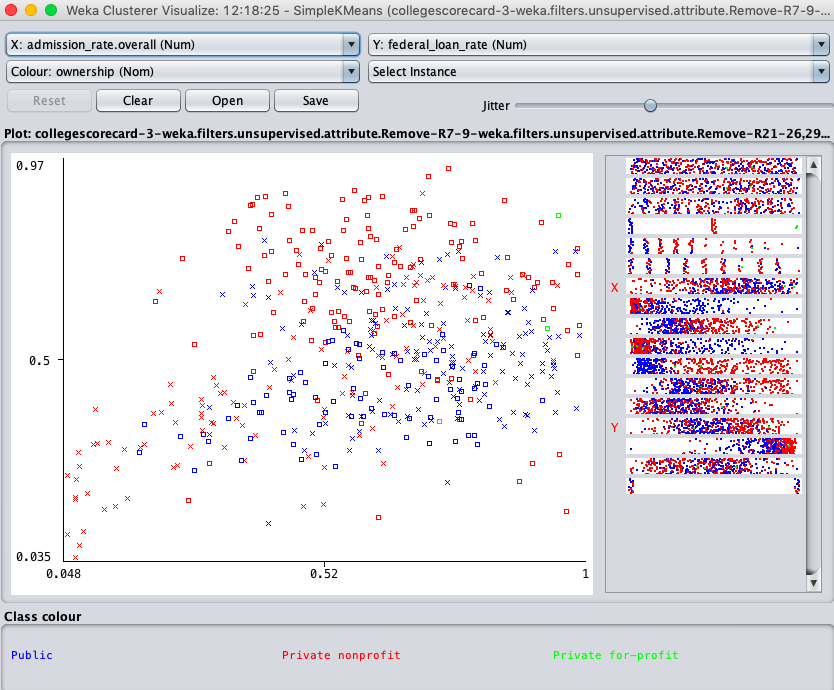 Weka Clusterer Visualize: 12:18:25 - SimpleKMeans (collegescorecard-3-weka.filters.unsupervised.attribute.Remove-R7-9-...
X: admission_rate.overall (Num)
Y: federal_loan_rate (Num)
Colour: ownership (Nom)
Select Instance
Reset
Clear
Open
Save
Jitter
Plot: collegescorecard-3-weka.filters.unsupervised.attribute.Remove-R7-9-weka.filters.unsupervised.attribute.Remove-R21-26,29...
0.97
0.5
0.035
0.048
0.52
1
X
Y
Class colour
Public
Private nonprofit
Private for-profit